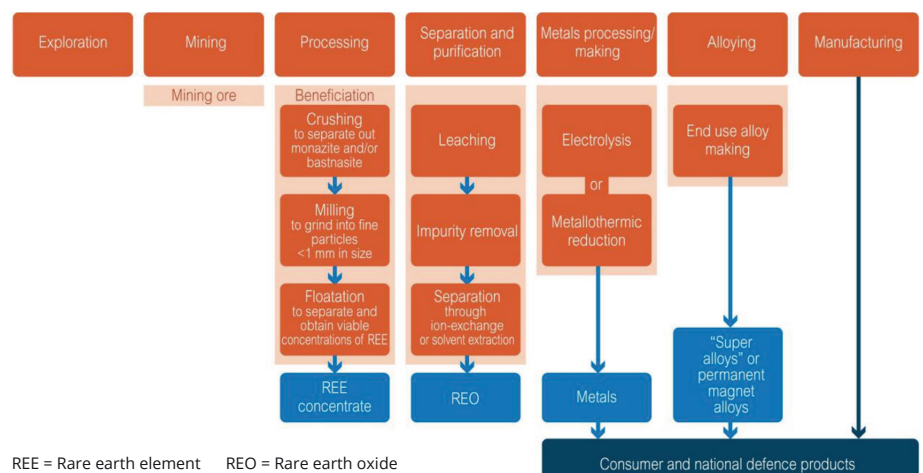 Exploration
Mining
Processing
Separation and
purification
Metals processing/
making
Alloying
Manufacturing
Mining ore
Beneficiation
Crushing
to separate out
monazite and/or
bastnasite
Milling
to grind into fine
particles
<1 mm in size
Floatation
to separate and
obtain viable
concentrations of REE
REE
concentrate
Leaching
Impurity removal
Separation
through
ion-exchange
or solvent extraction
REO
Electrolysis
or
Metallothermic
reduction
Metals
End use alloy
making
"Super
alloys" or
permanent
magnet
alloys
Consumer and national defence products
REE = Rare earth element REO = Rare earth oxide